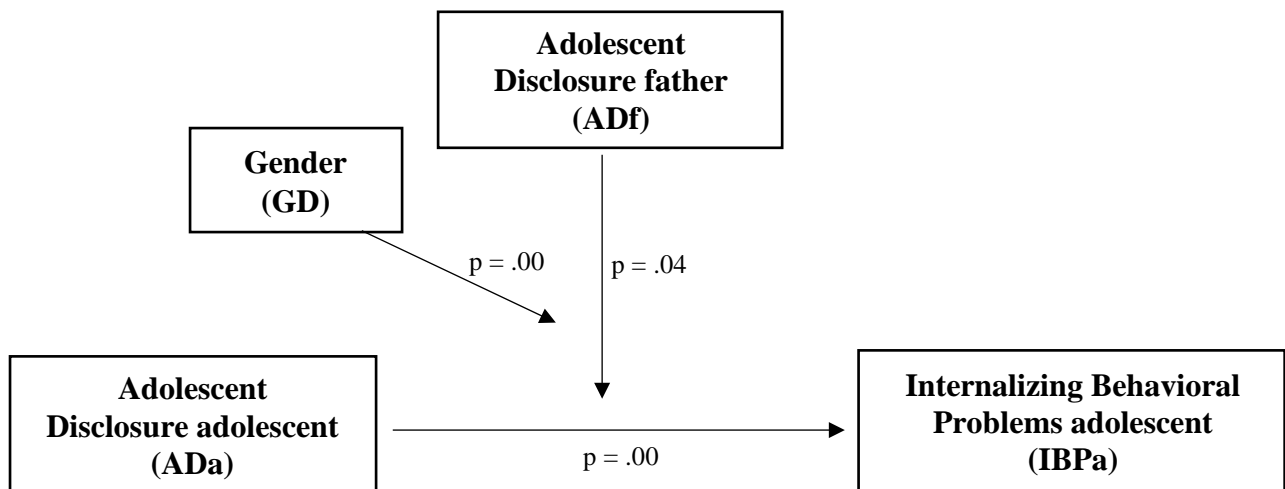 Adolescent
Disclosure father
(ADf)
Gender
(GD)
p = .00
p = .04
Adolescent
Disclosure adolescent
(ADa)
p = .00
Internalizing Behavioral
Problems adolescent
(IBPa)